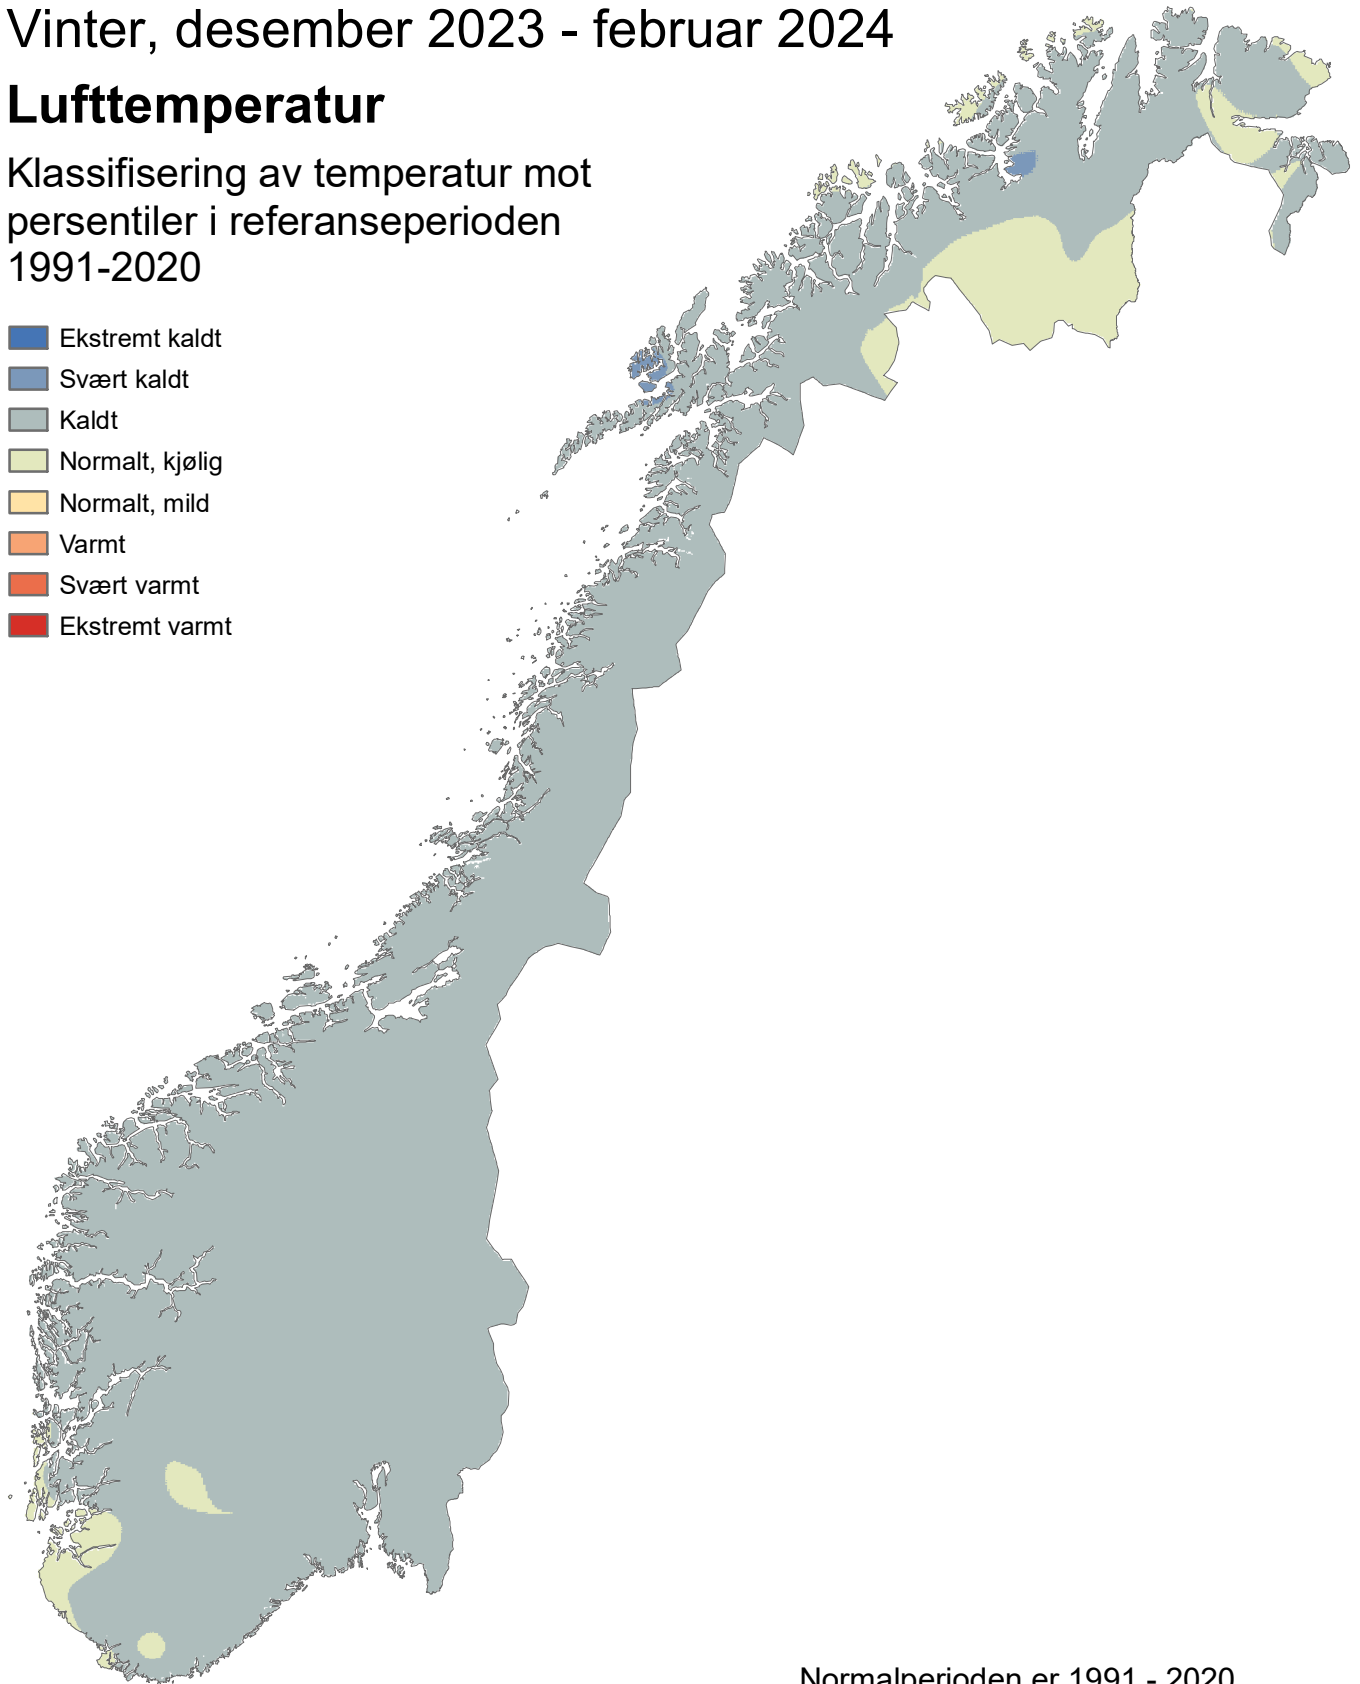 Vinter, desember 2023 - februar 2024
Lufttemperatur
Klassifisering av temperatur mot
persentiler i referanseperioden
1991-2020
Ekstremt kaldt
Svært kaldt
Kaldt
Normalt, kjølig
Normalt, mild
Varmt
Svært varmt
Ekstremt varmt
Normalperioden er 1991 - 2020